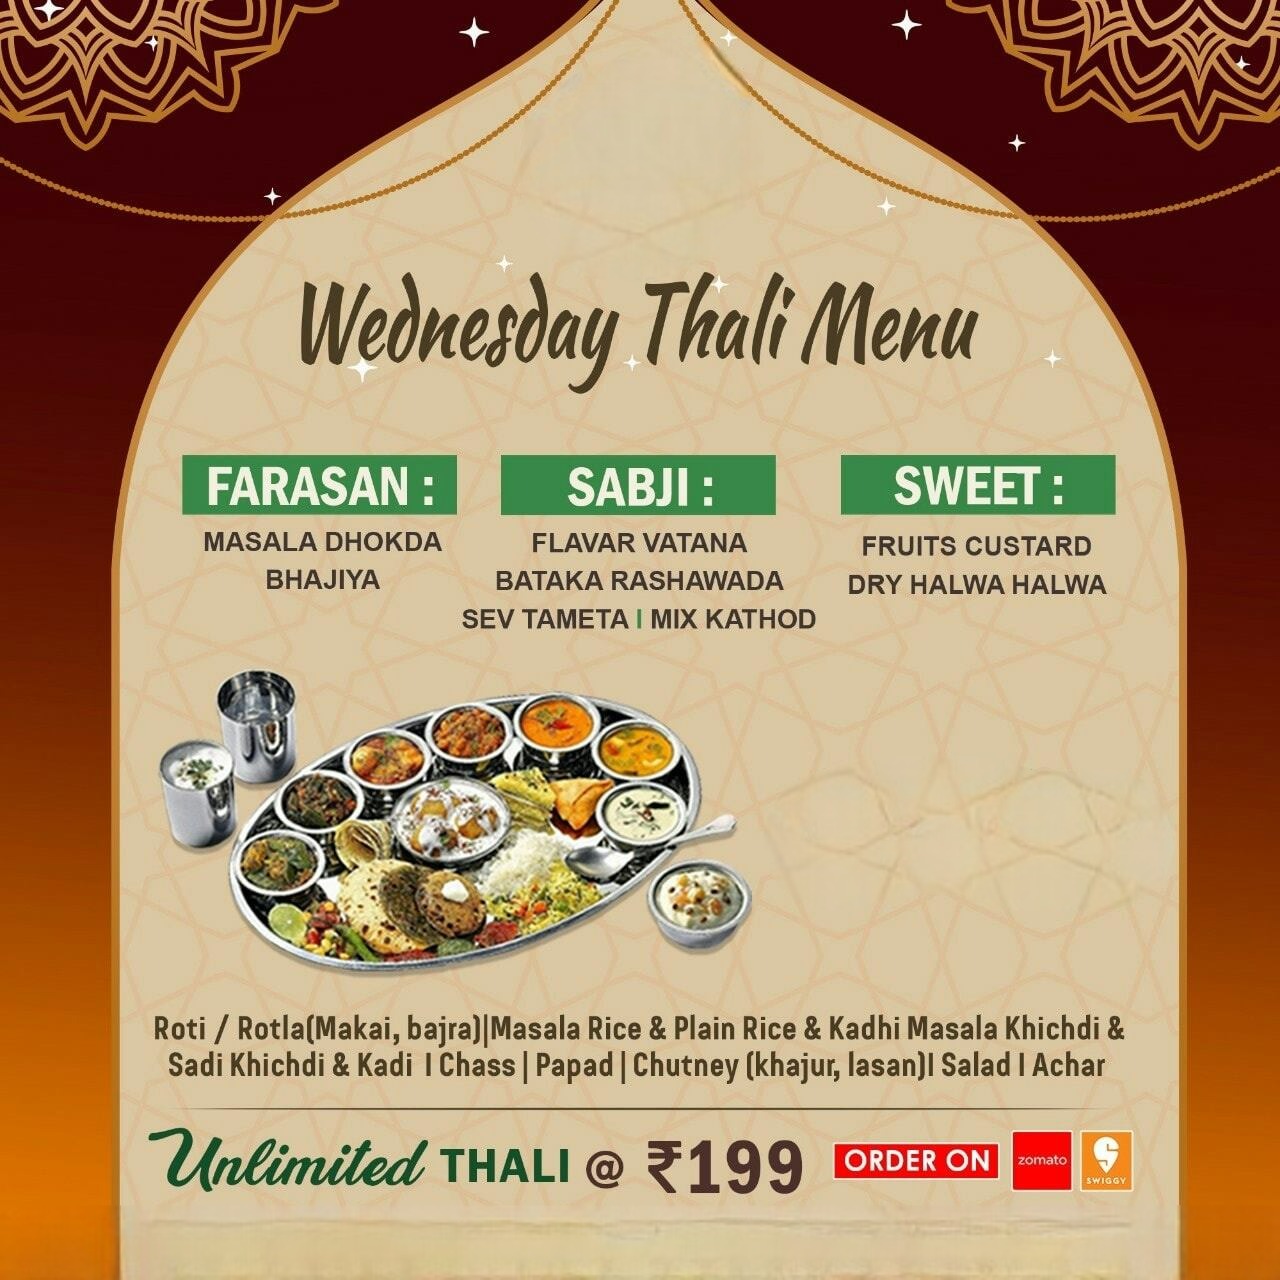 Wednesday Thali Menu
FARASAN :
MASALA DHOKDA
BHAJIYA
SABJI :
FLAVAR VATANA
BATAKA RASHAWADA
SEV TAMETA I MIX KATHOD
SWEET :
FRUITS CUSTARD
DRY HALWA HALWA
Roti / Rotla(Makai, bajra)|Masala Rice & Plain Rice & Kadhi Masala Khichdi &
Sadi Khichdi & Kadi I Chass | Papad | Chutney (khajur, lasan)I Salad I Achar
Unlimited THALI @ ₹199
ORDER ON
zomato
SWIGGY